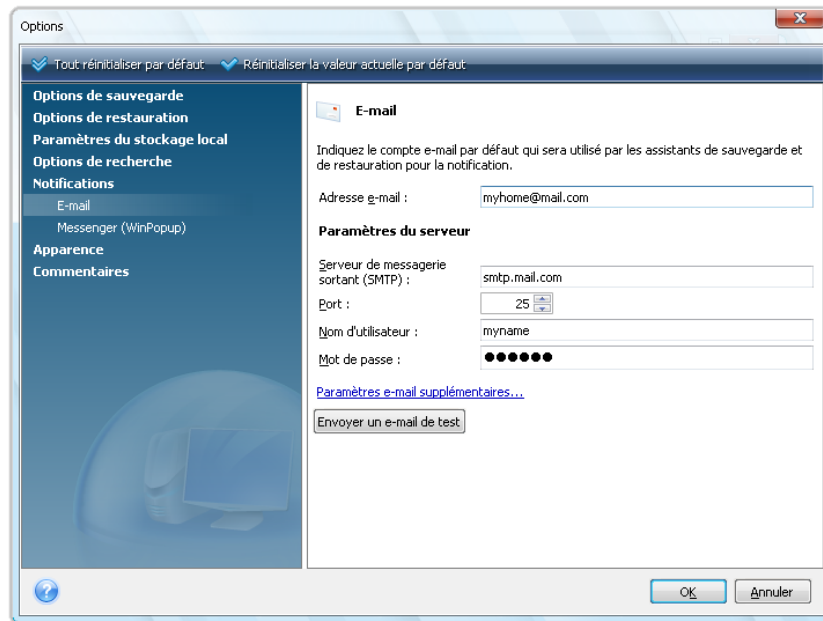 Options
Tout réinitialiser par défaut Réinitialiser la valeur actuelle par défaut
Options de sauvegarde
Options de restauration
Paramètres du stockage local
Options de recherche
Notifications
E-mail
Messenger (WinPopup)
Apparence
Commentaires
E-mail
Indiquez le compte e-mail par défaut qui sera utilisé par les assistants de sauvegarde et
de restauration pour la notification.
Adresse e-mail : myhome@mail.com
Paramètres du serveur
Serveur de messagerie
sortant (SMTP) : smtp.mail.com
Port : 25
Nom d'utilisateur : myname
Mot de passe : ●●●●●●
Paramètres e-mail supplémentaires...
Envoyer un e-mail de test
OK Annuler